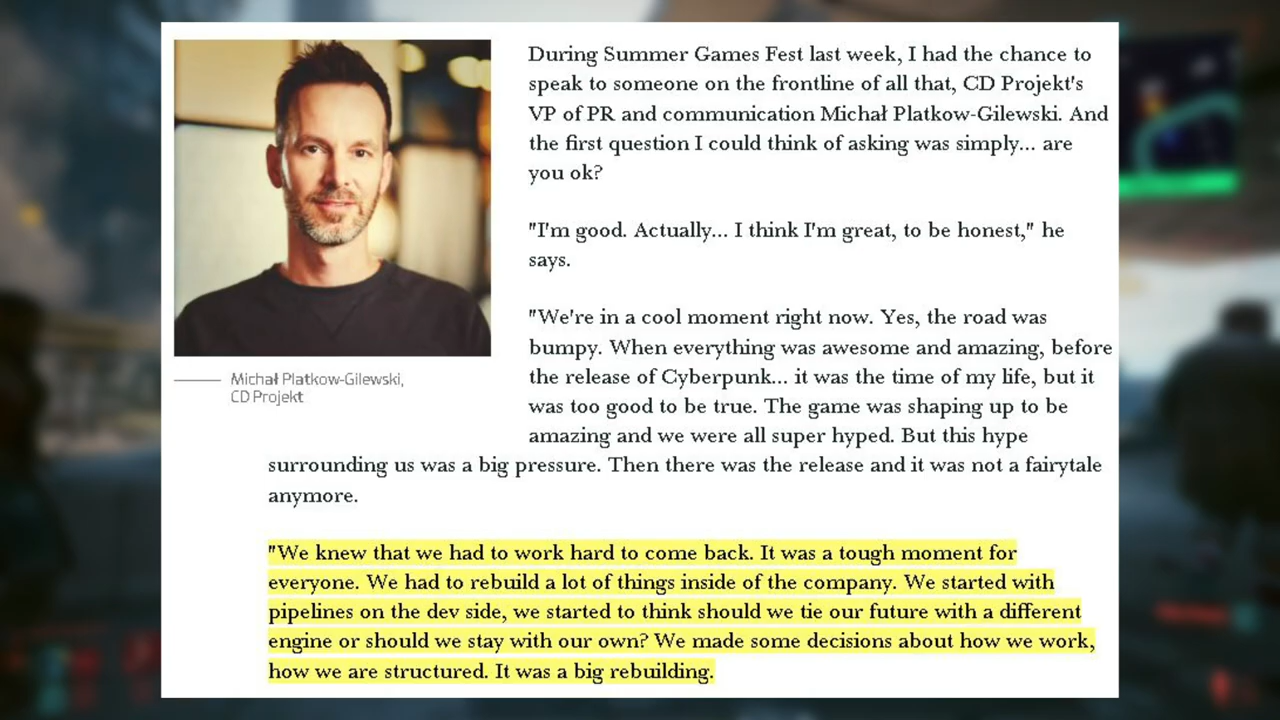 During Summer Games Fest last week, I had the chance to
speak to someone on the frontline of all that, CD Projekt's
VP of PR and communication Michał Platkow-Gilewski. And
the first question I could think of asking was simply... are
you ok?
"I'm good. Actually... I think I'm great, to be honest," he
says.
"We're in a cool moment right now. Yes, the road was
bumpy. When everything was awesome and amazing, before
the release of Cyberpunk... it was the time of my life, but it
was too good to be true. The game was shaping up to be
amazing and we were all super hyped. But this hype
surrounding us was a big pressure. Then there was the release and it was not a fairytale
anymore.
Michał Platkow-Gilewski,
CD Projekt
"We knew that we had to work hard to come back. It was a tough moment for
everyone. We had to rebuild a lot of things inside of the company. We started with
pipelines on the dev side, we started to think should we tie our future with a different
engine or should we stay with our own? We made some decisions about how we work,
how we are structured. It was a big rebuilding.